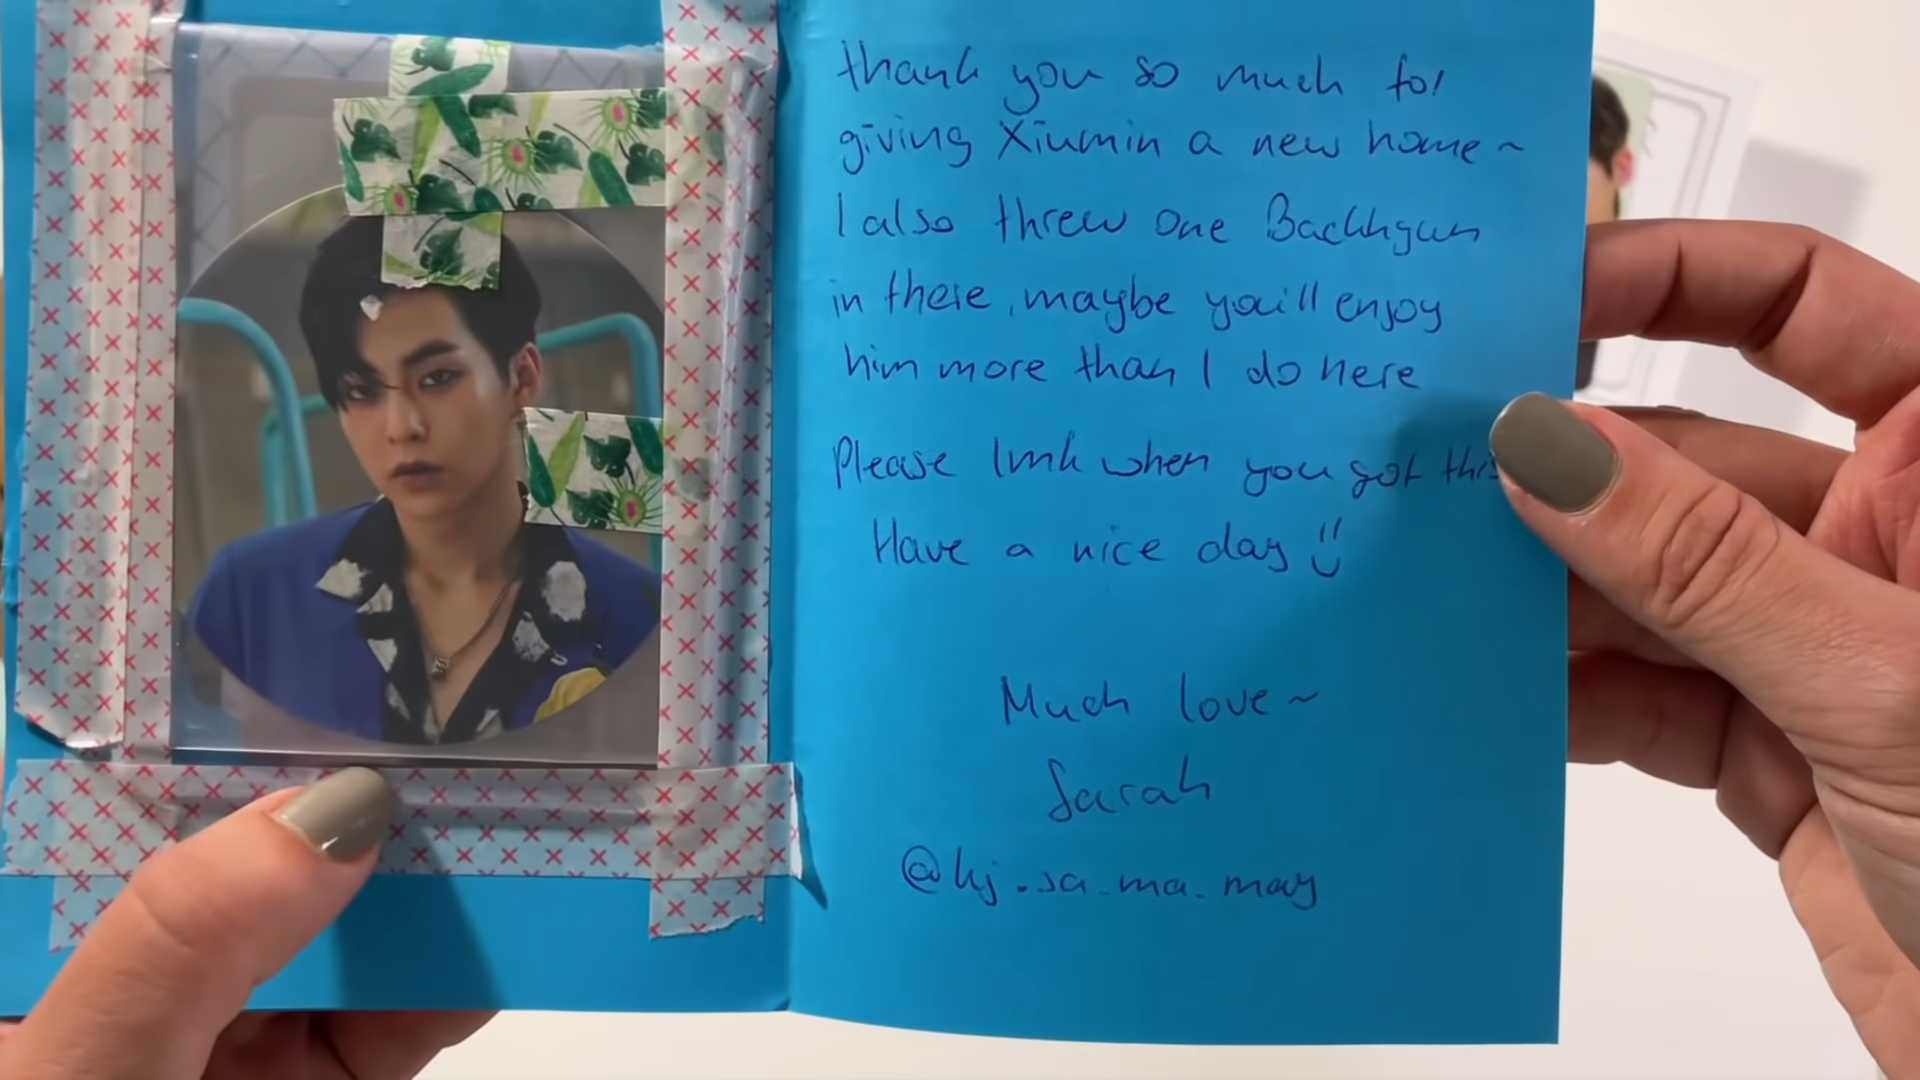 thank you so much for
giving Xiumin a new home ~
I also threw one Baekhyun
in there, maybe you'll enjoy
him more than I do here
Please lmk when you got this
Have a nice day :)
Much love ~
Sarah
@kj.sa.ma.may